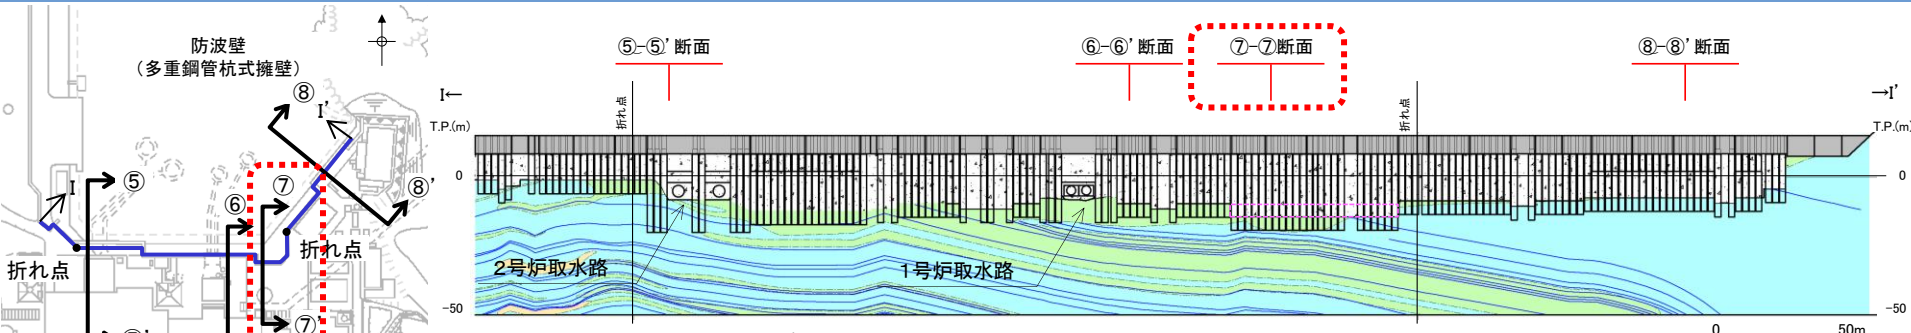 防波壁
(多重鋼管杭式擁壁)
⑧
I'
I
⑤
⑦
⑧'
⑥
折れ点
折れ点
⑦'
⑤-⑤'断面
⑥-⑥'断面
⑦-⑦断面
⑧-⑧'断面
I←
→I'
折れ点
折れ点
T.P.(m)
T.P.(m)
0
0
2号炉取水路
1号炉取水路
-50
-50
0
50m